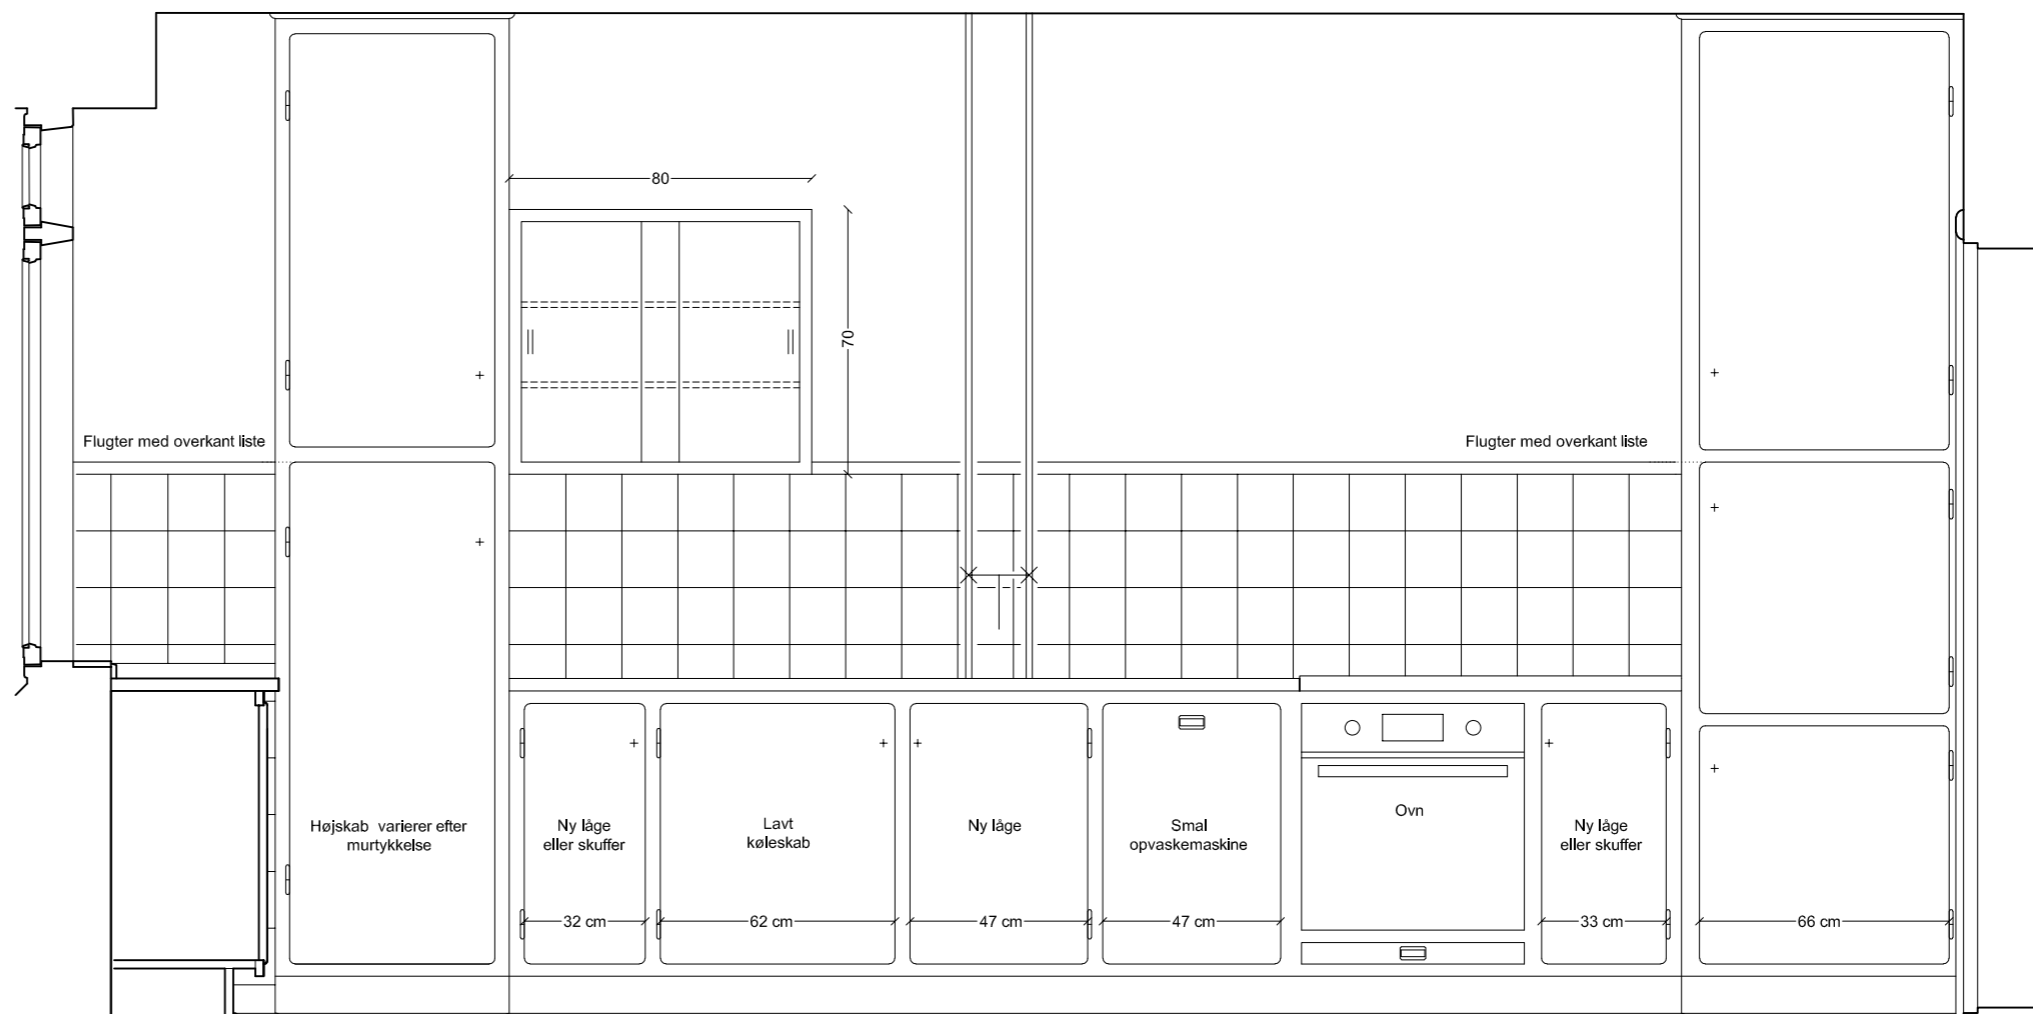 80
70
Flugter med overkant liste
Flugter med overkant liste
Højskab varierer efter
murtykkelse
Ny låge
eller skuffer
Lavt
køleskab
Ny låge
Smal
opvaskemaskine
Ovn
Ny låge
eller skuffer
32 cm
62 cm
47 cm
47 cm
33 cm
66 cm